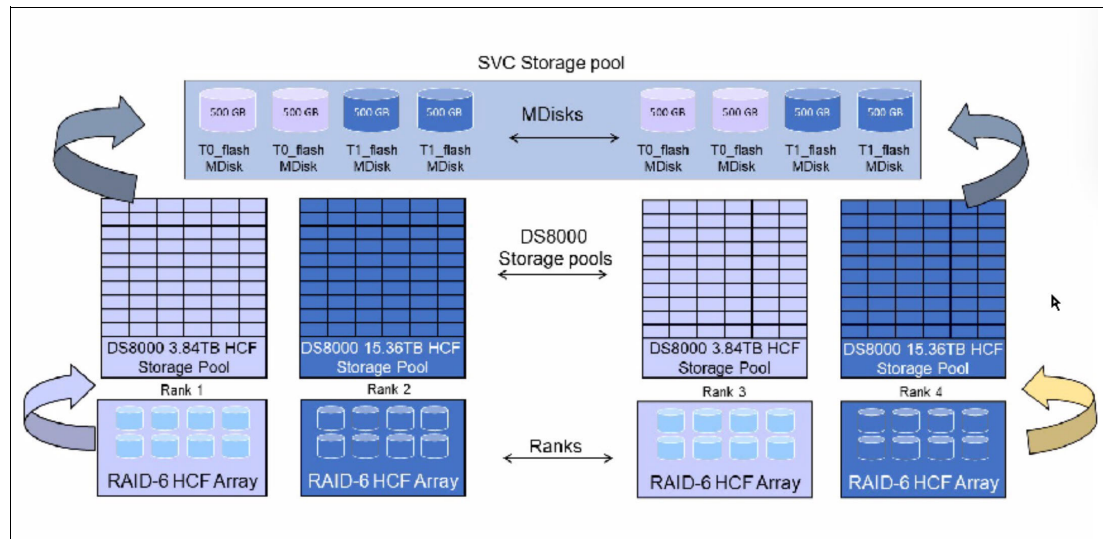 SVC Storage pool
500 GB 500 GB 500 GB 500 GB MDisks 500 GB 500 GB 500 GB 500 GB
T0_flash T0_flash T1_flash T1_flash T0_flash T0_flash T1_flash T1_flash
MDisk MDisk MDisk MDisk MDisk MDisk MDisk MDisk
DS8000
Storage pools
DS8000 3.84TB HCF DS8000 15.36TB HCF DS8000 3.84TB HCF DS8000 15.36TB HCF
Storage Pool Storage Pool Storage Pool Storage Pool
Rank 1 Rank 2 Rank 3 Rank 4
Ranks
RAID-6 HCF Array RAID-6 HCF Array RAID-6 HCF Array RAID-6 HCF Array